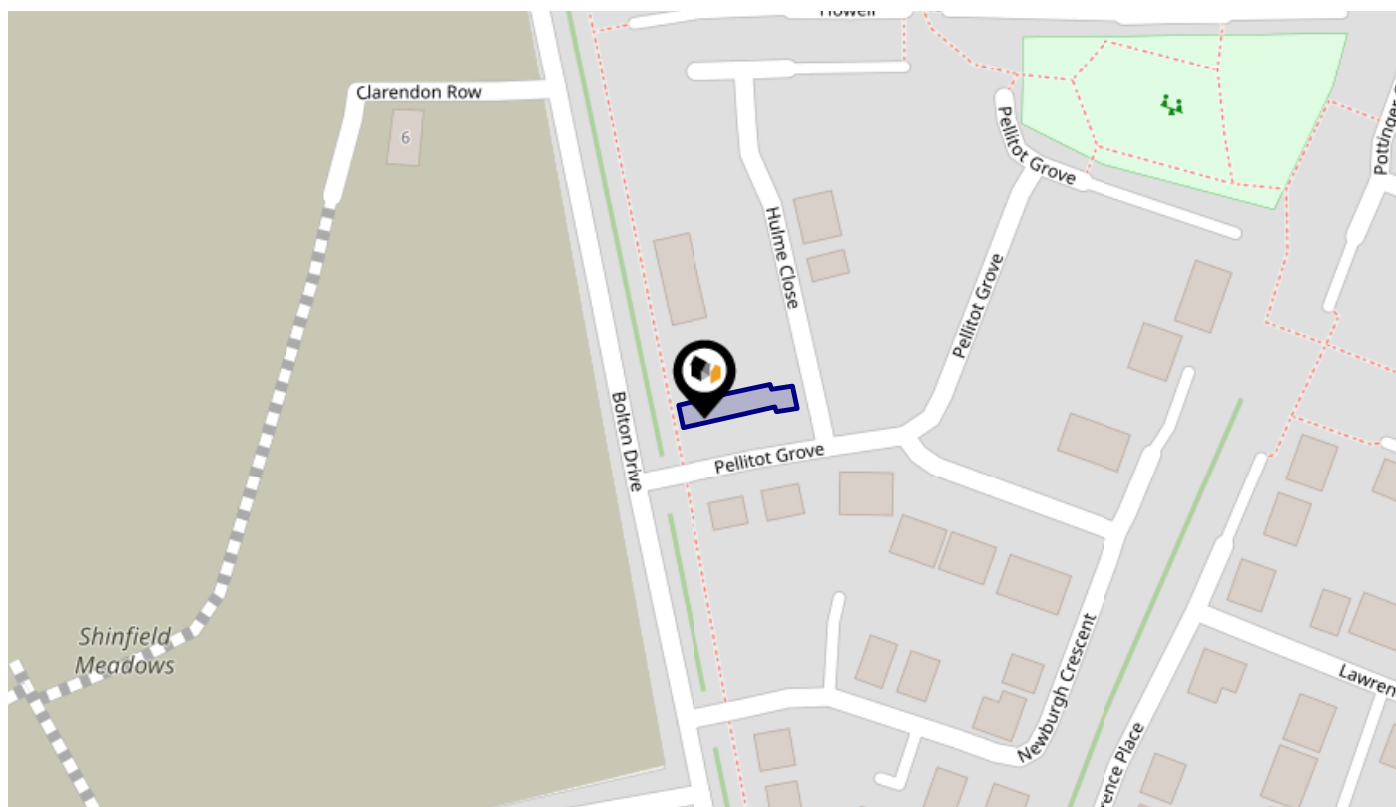 Howell
Clarendon Row
6
Pellitot Grove
Pottinger
Hulme Close
Pellitot Grove
Bolton Drive
Pellitot Grove
Shinfield
Meadows
Newburgh Crescent
Lawren
rence Place